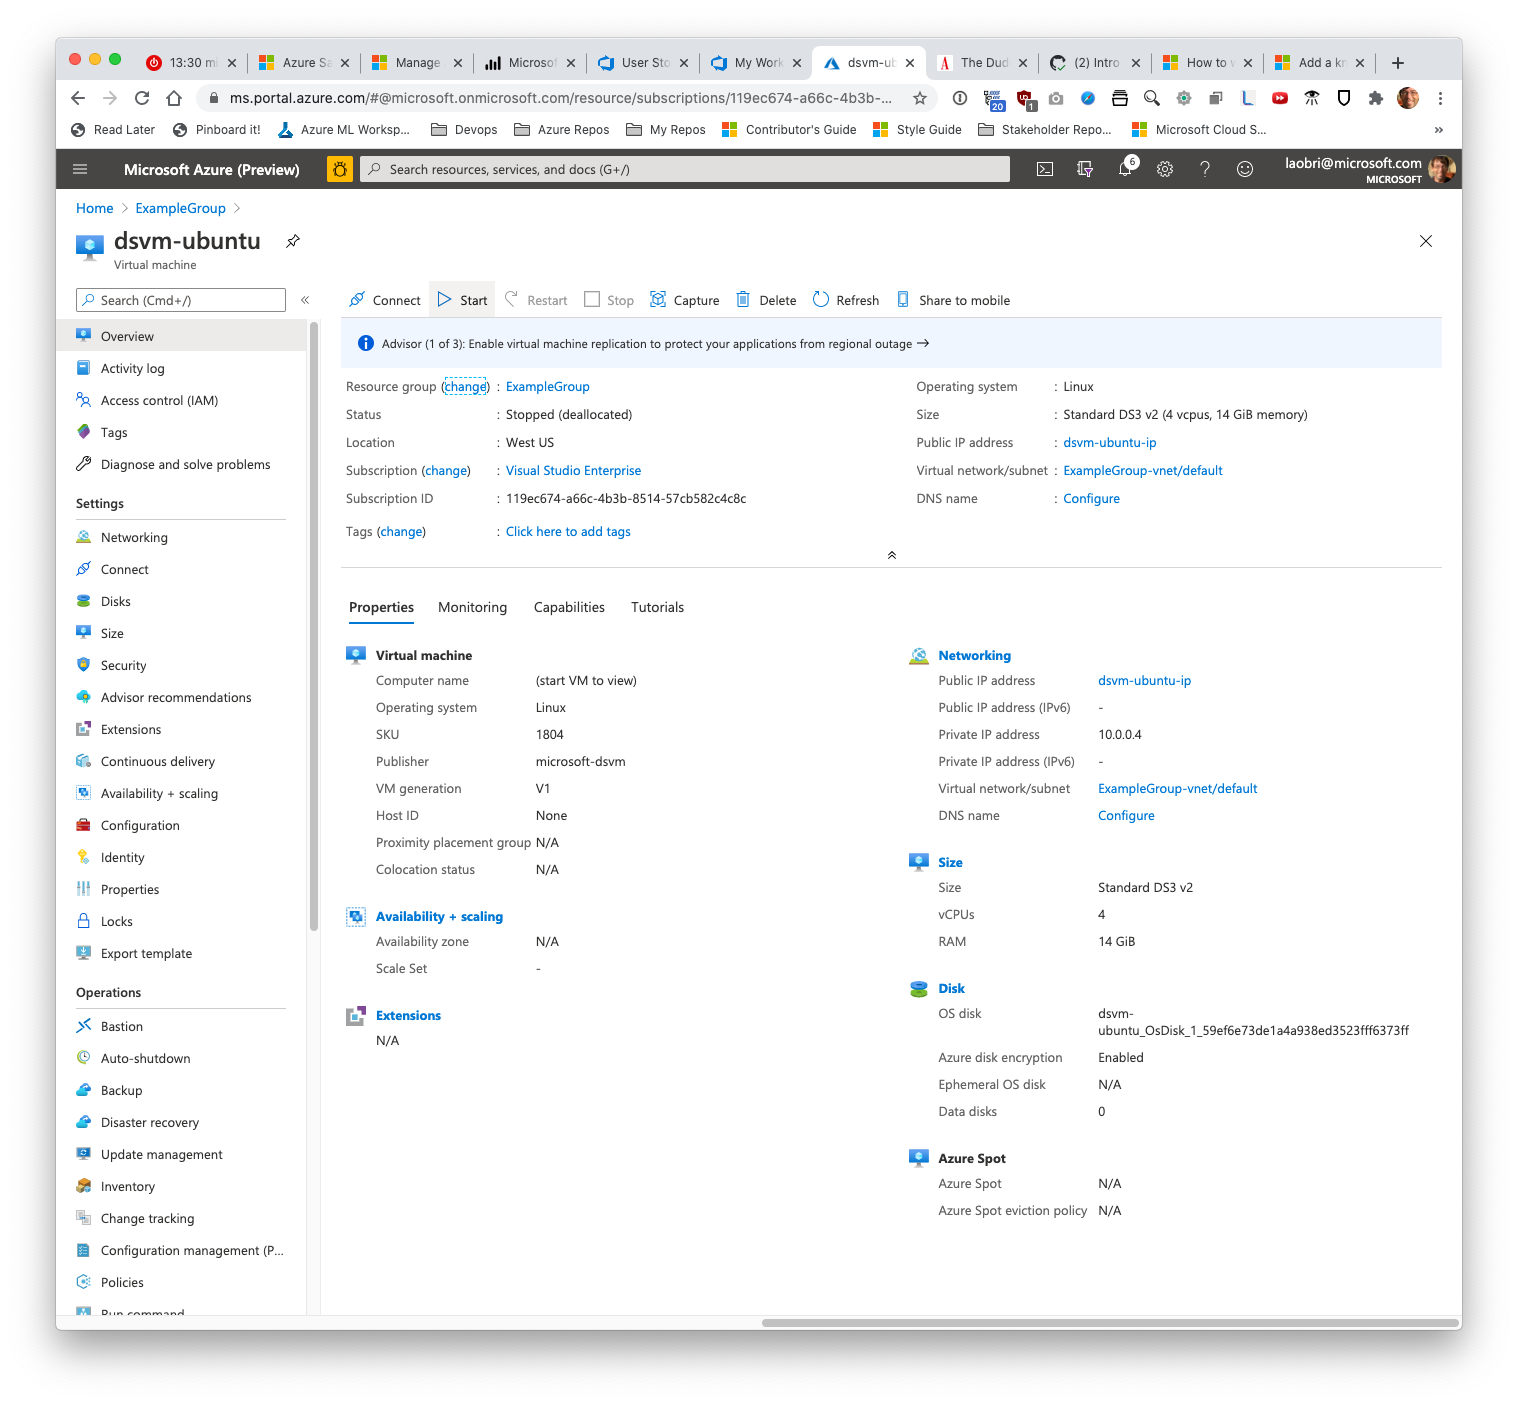 13:30 mi
Azure Sa
Manage
Microsof
User Sto
My Work
dsvm-ub
The Dud
(2) Intro
How to w
Add a kr
ms.portal.azure.com/#@microsoft.onmicrosoft.com/resource/subscriptions/119ec674-a66c-4b3b-...
20
1
Read Later
Pinboard it!
Azure ML Worksp...
Devops
Azure Repos
My Repos
Contributor's Guide
Style Guide
Stakeholder Repo...
Microsoft Cloud S...
»
Microsoft Azure (Preview)
Search resources, services, and docs (G+/)
6
laobri@microsoft.com
MICROSOFT
Home > ExampleGroup >
dsvm-ubuntu
Virtual machine
Search (Cmd+/)
«
Connect
Start
Restart
Stop
Capture
Delete
Refresh
Share to mobile
Overview
Activity log
Access control (IAM)
Tags
Diagnose and solve problems
Settings
Networking
Connect
Disks
Size
Security
Advisor recommendations
Extensions
Continuous delivery
Availability + scaling
Configuration
Identity
Properties
Locks
Export template
Operations
Bastion
Auto-shutdown
Backup
Disaster recovery
Update management
Inventory
Change tracking
Configuration management (P...
Policies
Run command
Advisor (1 of 3): Enable virtual machine replication to protect your applications from regional outage →
Resource group (change) : ExampleGroup
Status : Stopped (deallocated)
Location : West US
Subscription (change) : Visual Studio Enterprise
Subscription ID : 119ec674-a66c-4b3b-8514-57cb582c4c8c
Tags (change) : Click here to add tags
Operating system : Linux
Size : Standard DS3 v2 (4 vcpus, 14 GiB memory)
Public IP address : dsvm-ubuntu-ip
Virtual network/subnet : ExampleGroup-vnet/default
DNS name : Configure
Properties
Monitoring
Capabilities
Tutorials
Virtual machine
Computer name (start VM to view)
Operating system Linux
SKU 1804
Publisher microsoft-dsvm
VM generation V1
Host ID None
Proximity placement group N/A
Colocation status N/A
Availability + scaling
Availability zone N/A
Scale Set -
Extensions
N/A
Networking
Public IP address dsvm-ubuntu-ip
Public IP address (IPv6) -
Private IP address 10.0.0.4
Private IP address (IPv6) -
Virtual network/subnet ExampleGroup-vnet/default
DNS name Configure
Size
Size Standard DS3 v2
vCPUs 4
RAM 14 GiB
Disk
OS disk dsvm-
ubuntu_OsDisk_1_59ef6e73de1a4a938ed3523fff6373ff
Azure disk encryption Enabled
Ephemeral OS disk N/A
Data disks 0
Azure Spot
Azure Spot N/A
Azure Spot eviction policy N/A